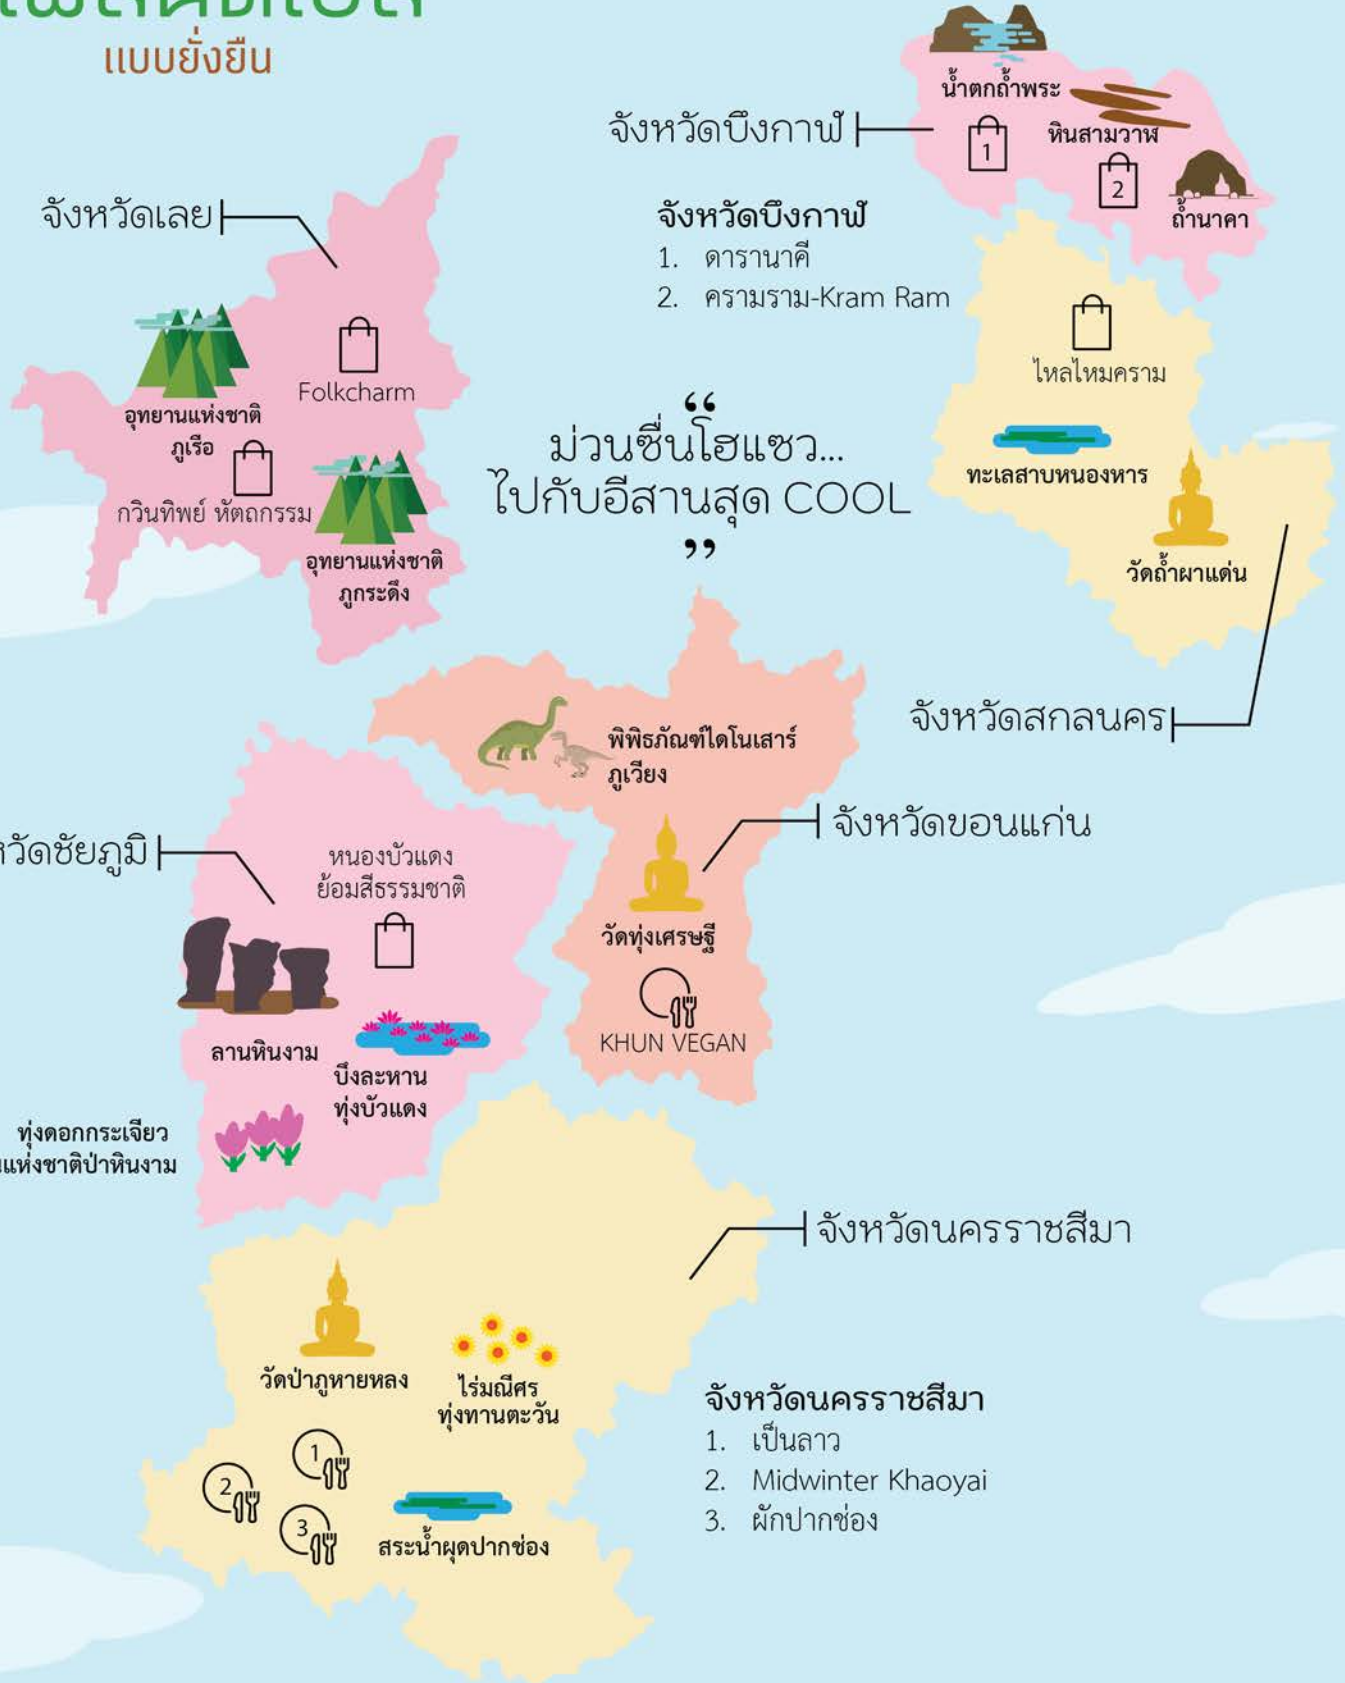 แบบยั่งยืน
น้ำตกถ้ำพระ
จังหวัดบึงกาฬ
1
หินสามวาฬ
2
ถ้ำนาคา
จังหวัดเลย
จังหวัดบึงกาฬ
1. ดารานาคี
2. ครามราม-Kram Ram
Folkcharm
อุทยานแห่งชาติ
ภูเรือ
กวินทิพย์ หัตถกรรม
อุทยานแห่งชาติ
ภูกระดึง
“
ม่วนซื่นโฮแซว...
ไปกับอีสานสุด COOL
”
ไหลไหมคราม
ทะเลสาบหนองหาร
วัดถ้ำผาแด่น
จังหวัดสกลนคร
พิพิธภัณฑ์ไดโนเสาร์
ภูเวียง
จังหวัดขอนแก่น
วัดทุ่งเศรษฐี
KHUN VEGAN
หวัดชัยภูมิ
หนองบัวแดง
ย้อมสีธรรมชาติ
ลานหินงาม
บึงละหาน
ทุ่งบัวแดง
ทุ่งดอกกระเจียว
แห่งชาติป่าหินงาม
จังหวัดนครราชสีมา
วัดป่าภูหายหลง
ไร่มณีศร
ทุ่งทานตะวัน
1
2
3
สระน้ำผุดปากช่อง
จังหวัดนครราชสีมา
1. เป็นลาว
2. Midwinter Khaoyai
3. ผักปากช่อง